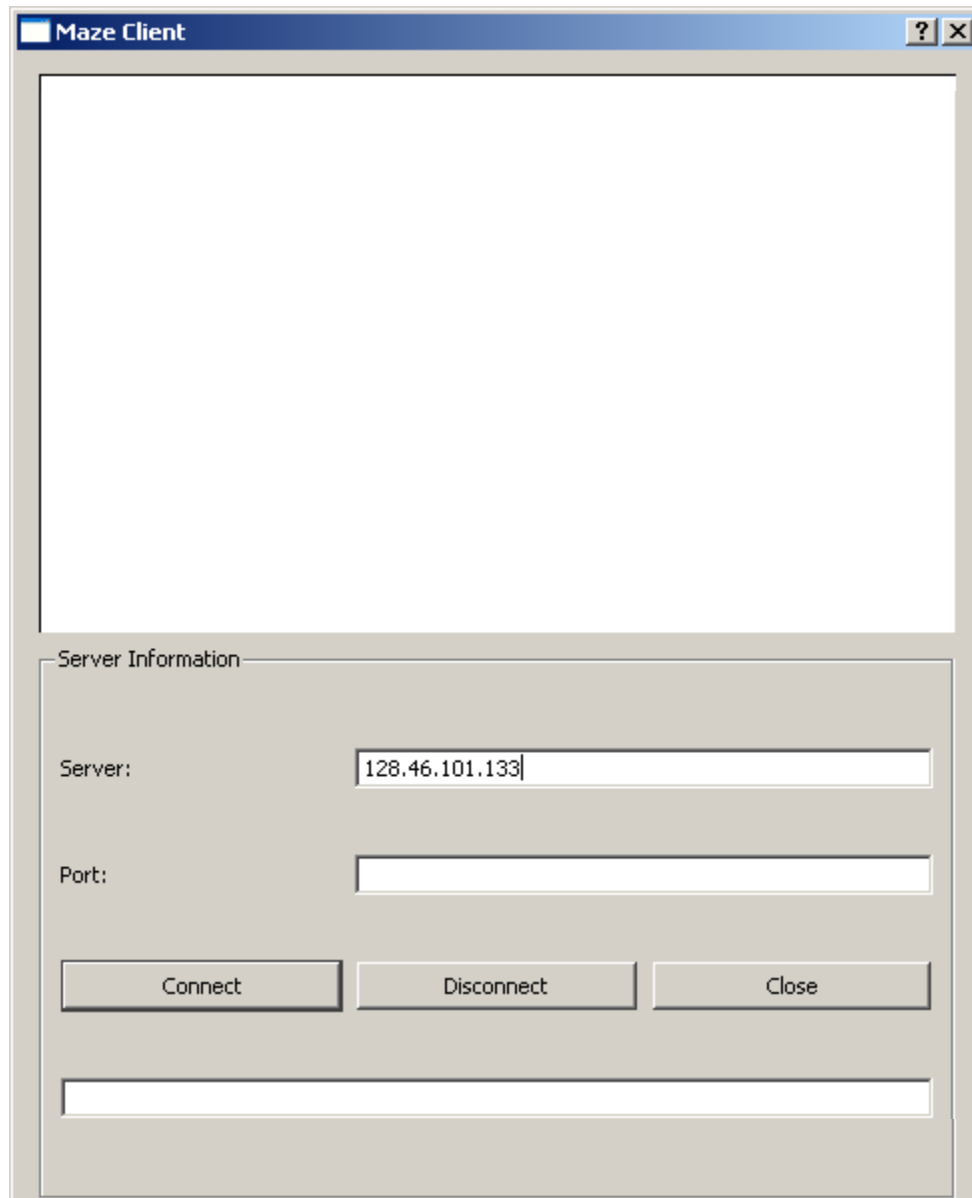 Maze Client
Server Information
Server: 128.46.101.133
Port:
Connect Disconnect Close